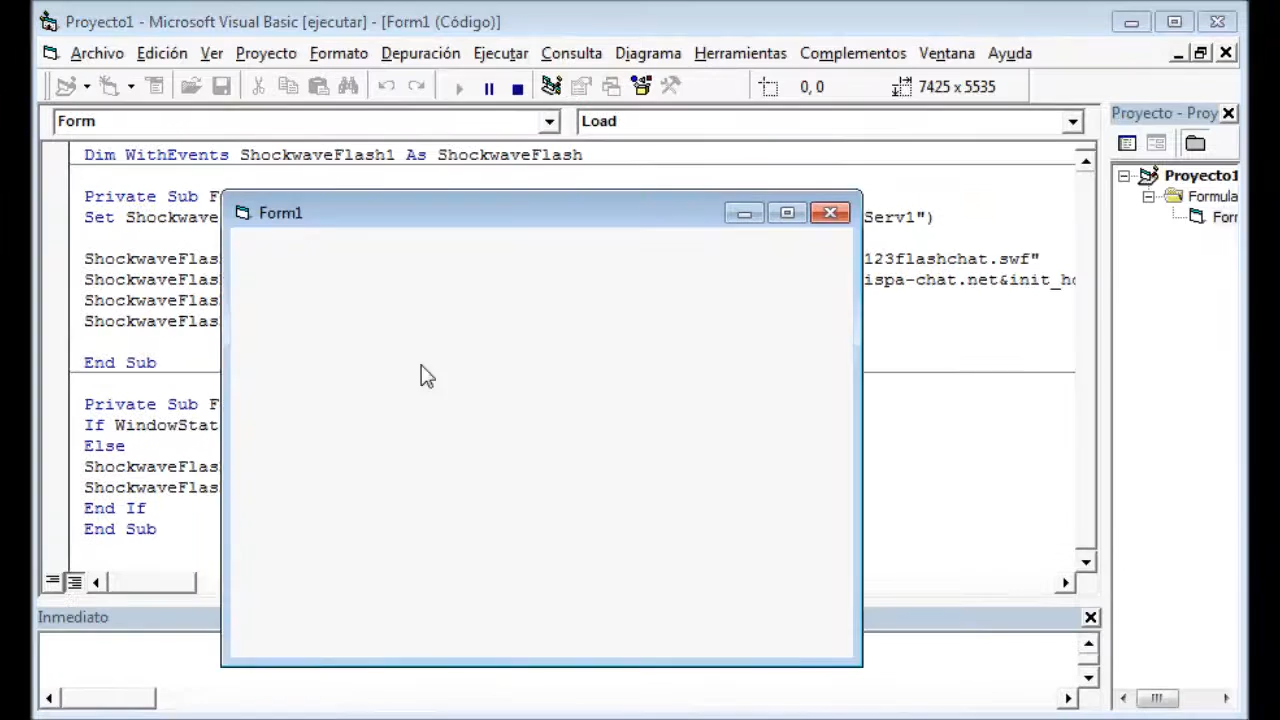 Proyecto1 - Microsoft Visual Basic [ejecutar] - [Form1 (Código)]
Archivo Edición Ver Proyecto Formato Depuración Ejecutar Consulta Diagrama Herramientas Complementos Ventana Ayuda
0, 0 7425 x 5535
Form Load
Proyecto - Proy
Dim WithEvents ShockwaveFlash1 As ShockwaveFlash
Proyecto1
Private Sub F
Formula
Set Shockwave Serv1")
Form1
For
ShockwaveFlas 123flashchat.swf"
ShockwaveFlas ispa-chat.net&init_ho
ShockwaveFlas
ShockwaveFlas
End Sub
Private Sub F
If WindowStat
Else
ShockwaveFlas
ShockwaveFlas
End If
End Sub
Inmediato